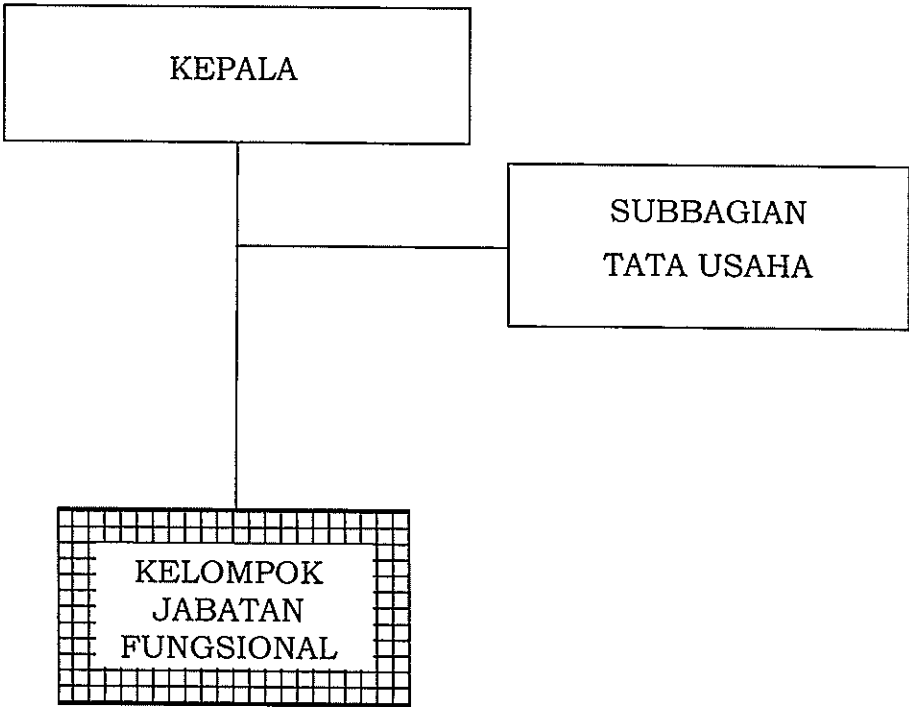 KEPALA
SUBBAGIAN
TATA USAHA
KELOMPOK
JABATAN
FUNGSIONAL